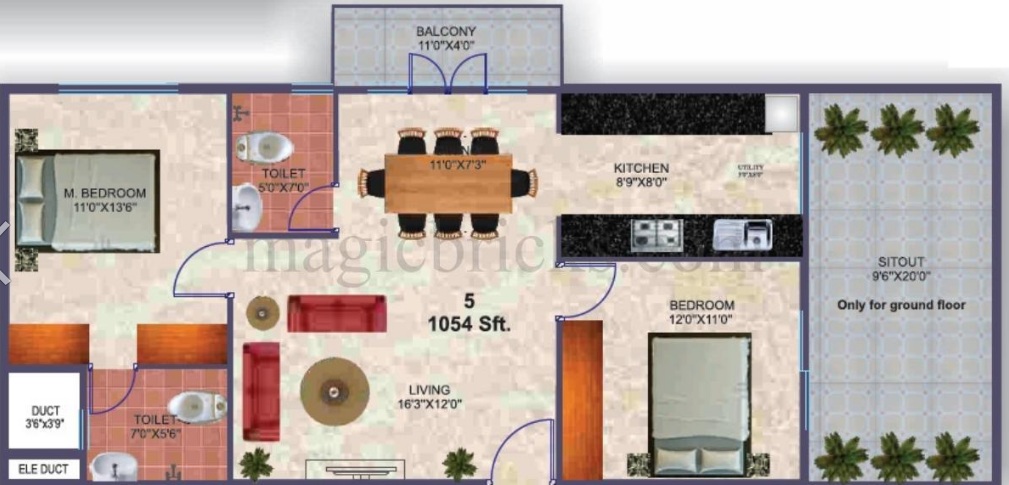 BALCONY
11'0"X4'0"
11'0"X7'3"
TOILET
5'0"X7'0"
M. BEDROOM
11'0"X13'6"
KITCHEN
8'9"X8'0"
UTILITY
SITOUT
9'6"X20'0"
Only for ground floor
magicbricks.com
5
1054 Sft.
BEDROOM
12'0"X11'0"
LIVING
16'3"X12'0"
DUCT
3'6"x3'9"
TOILET
7'0"X5'6"
ELE DUCT